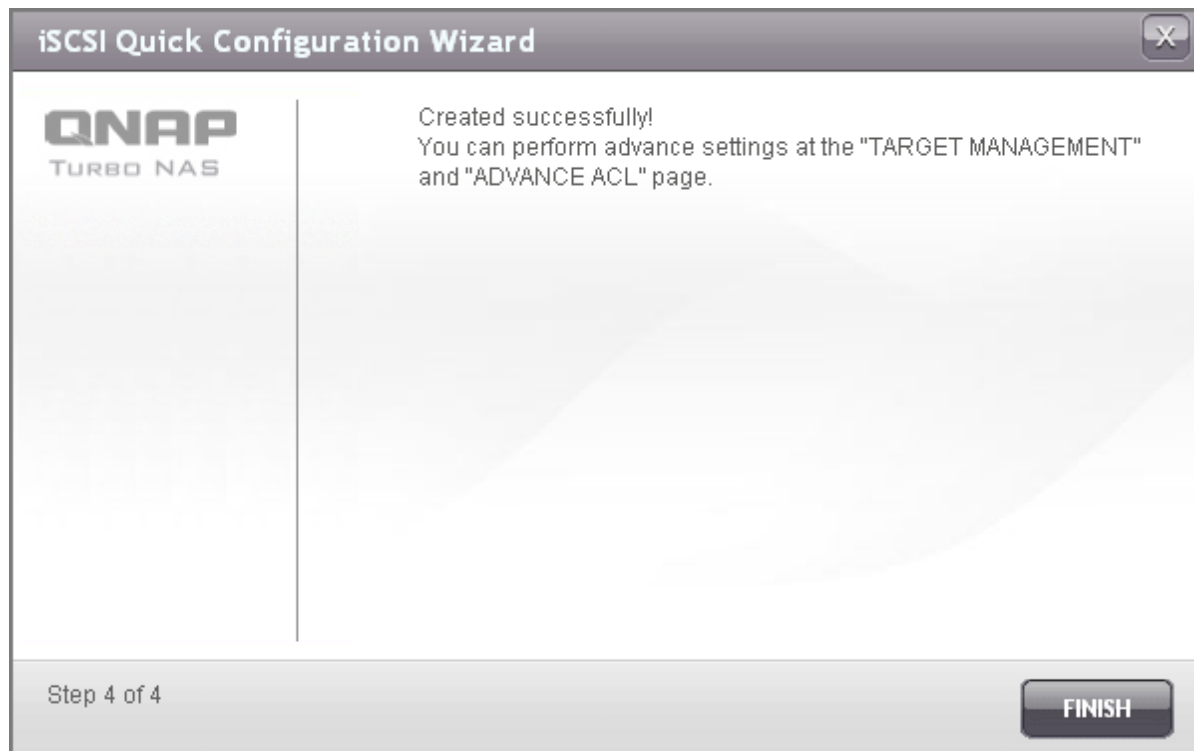 iSCSI Quick Configuration Wizard
X
QNAP
TURBO NAS
Created successfully!
You can perform advance settings at the "TARGET MANAGEMENT"
and "ADVANCE ACL" page.
Step 4 of 4
FINISH